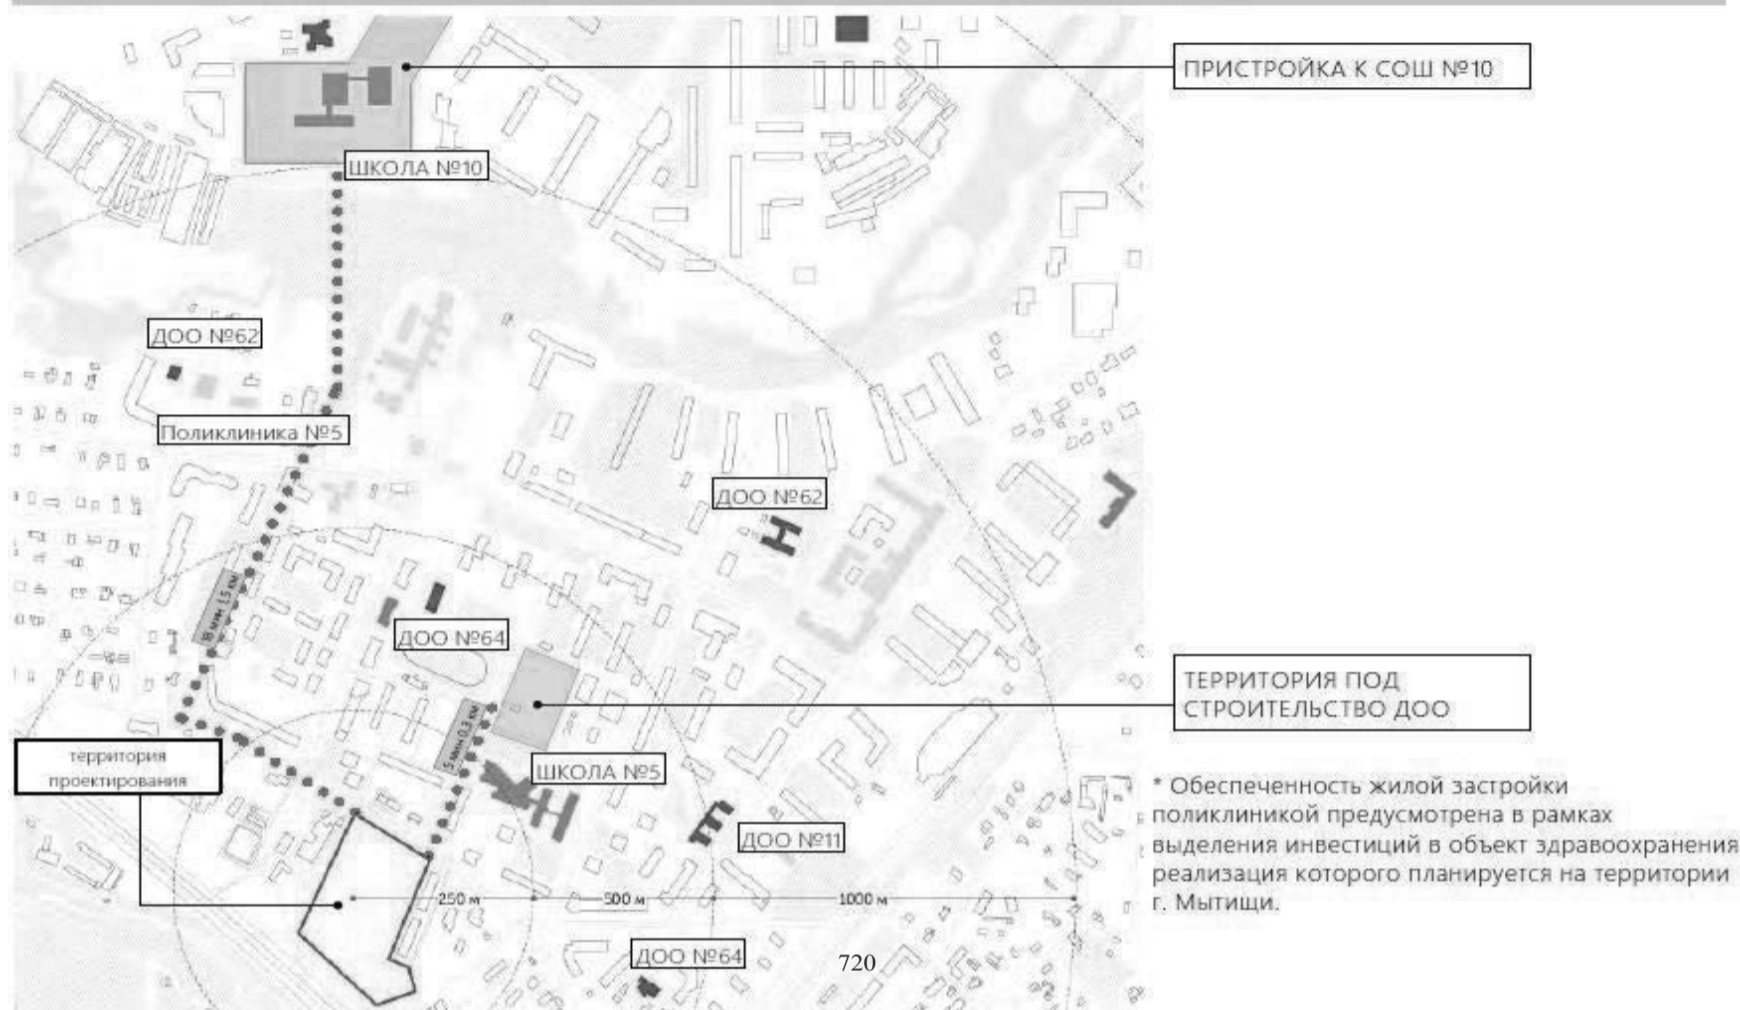 ПРИСТРОЙКА К СОШ №10
ШКОЛА №10
ДОО №62
Поликлиника №5
ДОО №62
18 мин 1,5 км
ДОО №64
ТЕРРИТОРИЯ ПОД
СТРОИТЕЛЬСТВО ДОО
5 мин 0,3 км
территория
проектирования
ШКОЛА №5
ДОО №11
* Обеспеченность жилой застройки
поликлиникой предусмотрена в рамках
выделения инвестиций в объект здравоохранения
реализация которого планируется на территории
г. Мытищи.
250 м
500 м
1000 м
ДОО №64
720